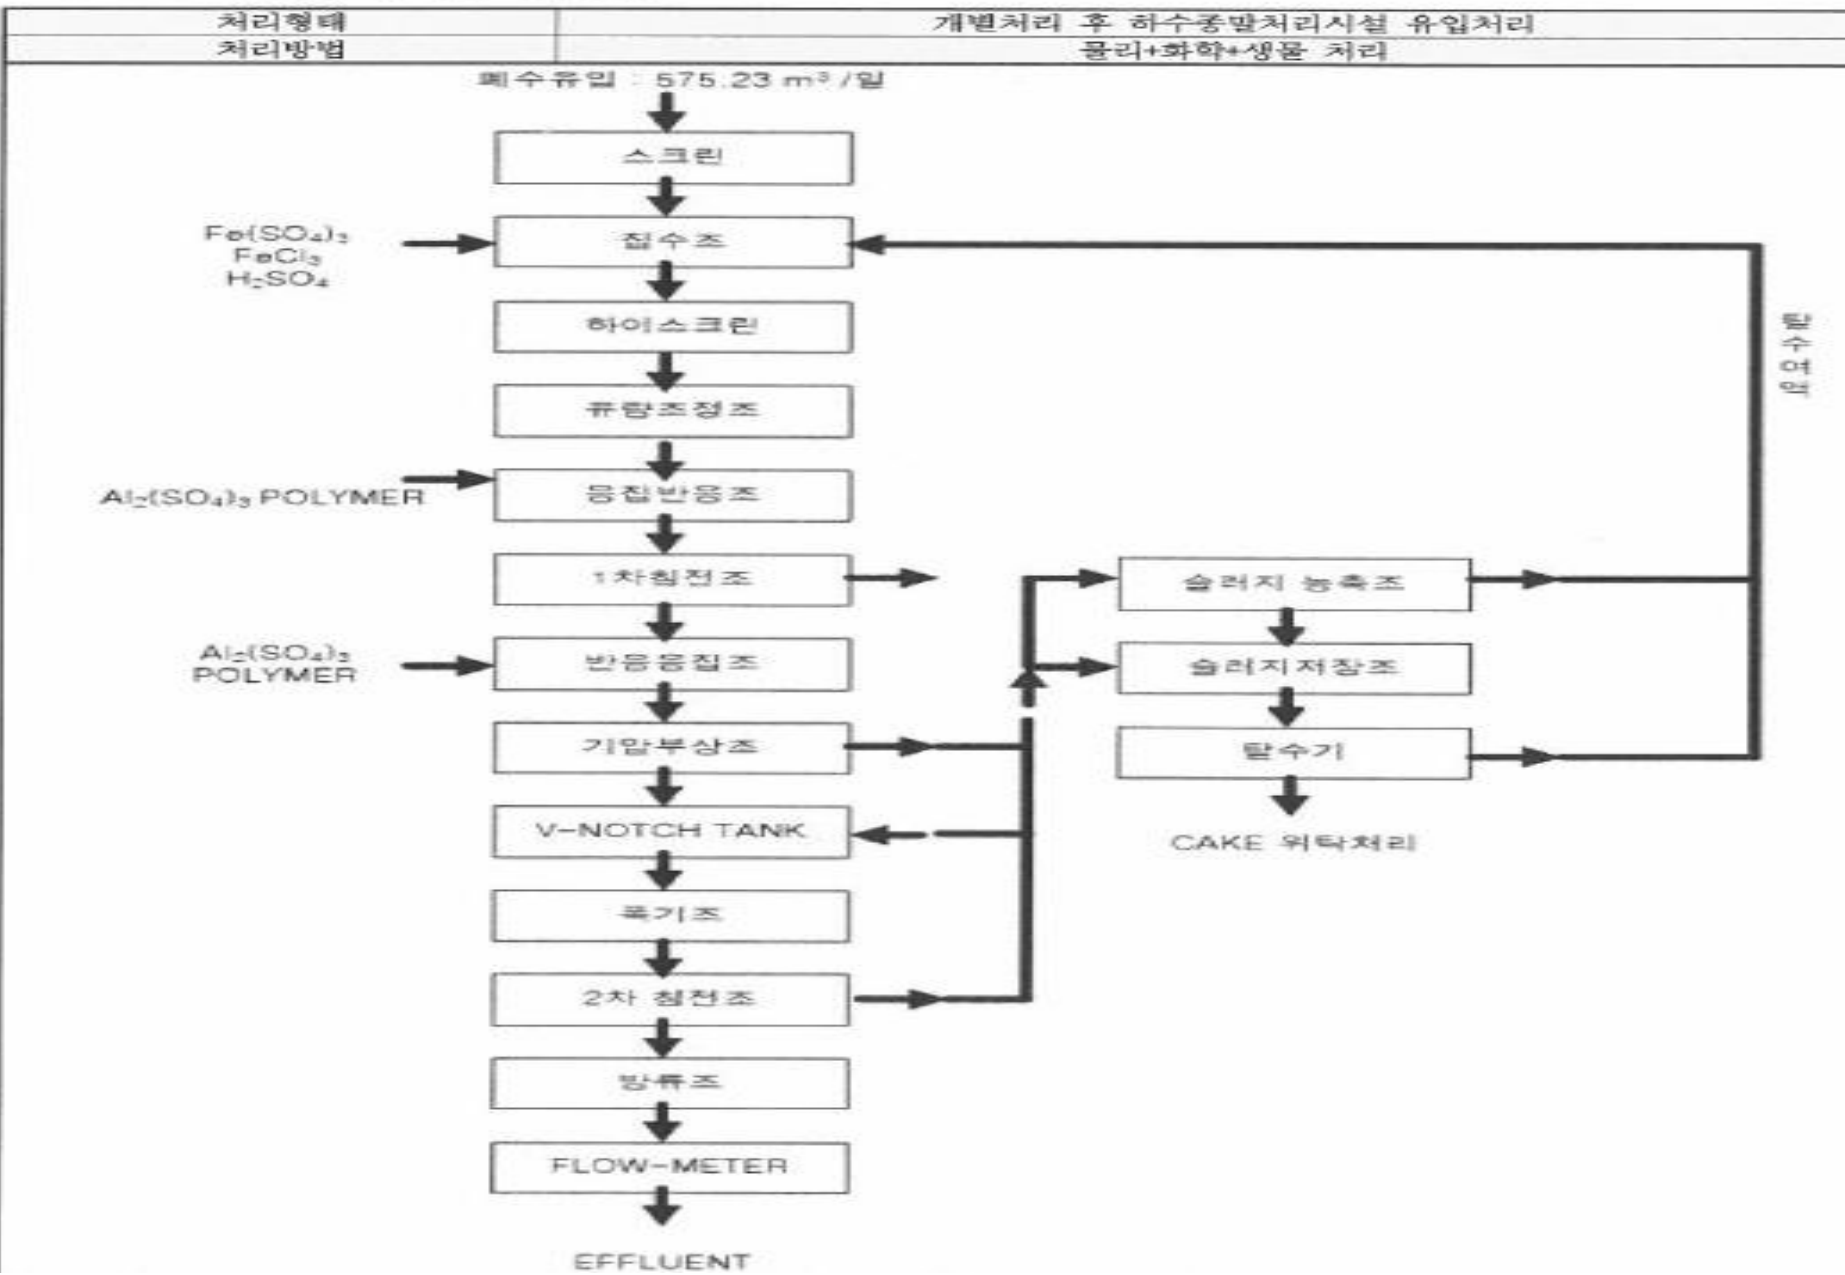 처리형태 개별처리 후 하수종말처리시설 유입처리
처리방법 물리+화학+생물 처리
폐수유입 : 575.23 m³/일
스크린
Fe(SO₄)₃
FeCl₃
H₂SO₄
집수조
하이스크린
유량조정조
Al₂(SO₄)₃ POLYMER
응집반응조
1차침전조
Al₂(SO₄)₃
POLYMER
반응응집조
기압부상조
V-NOTCH TANK
폭기조
2차 침전조
방류조
FLOW-METER
EFFLUENT
슬러지 농축조
슬러지저장조
탈수기
CAKE 위탁처리
탈수여액